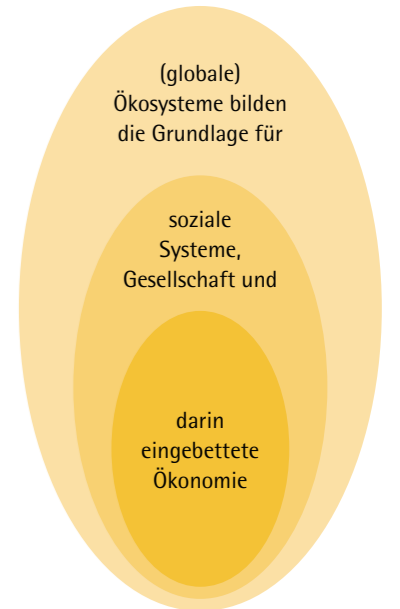 (globale)
Ökosysteme bilden
die Grundlage für
soziale
Systeme,
Gesellschaft und
darin
eingebettete
Ökonomie